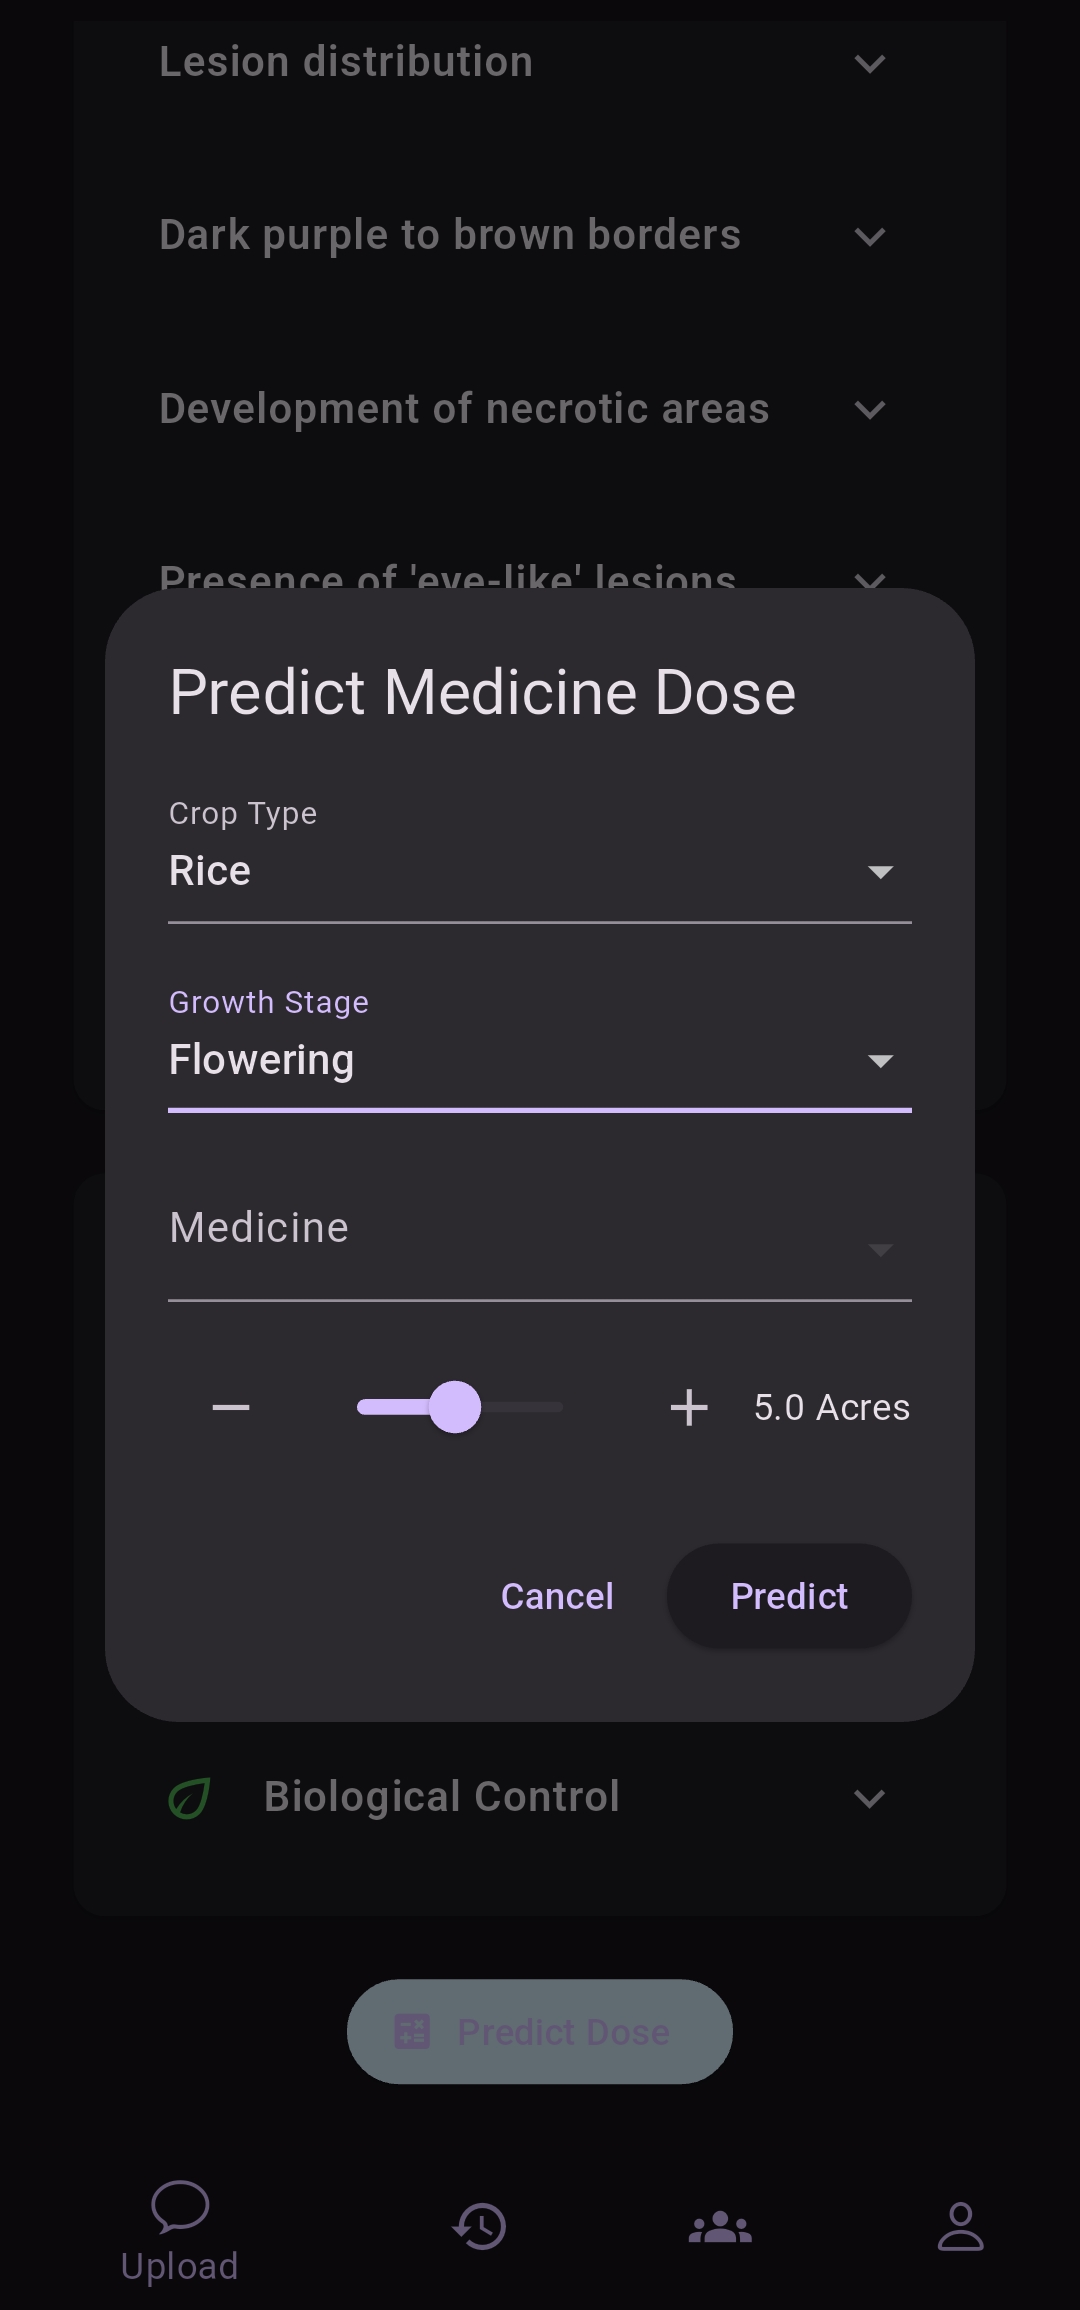 Lesion distribution
Dark purple to brown borders
Development of necrotic areas
Presence of 'eye-like' lesions
Predict Medicine Dose
Crop Type
Rice
Growth Stage
Flowering
Medicine
5.0 Acres
Cancel
Predict
Biological Control
Predict Dose
Upload